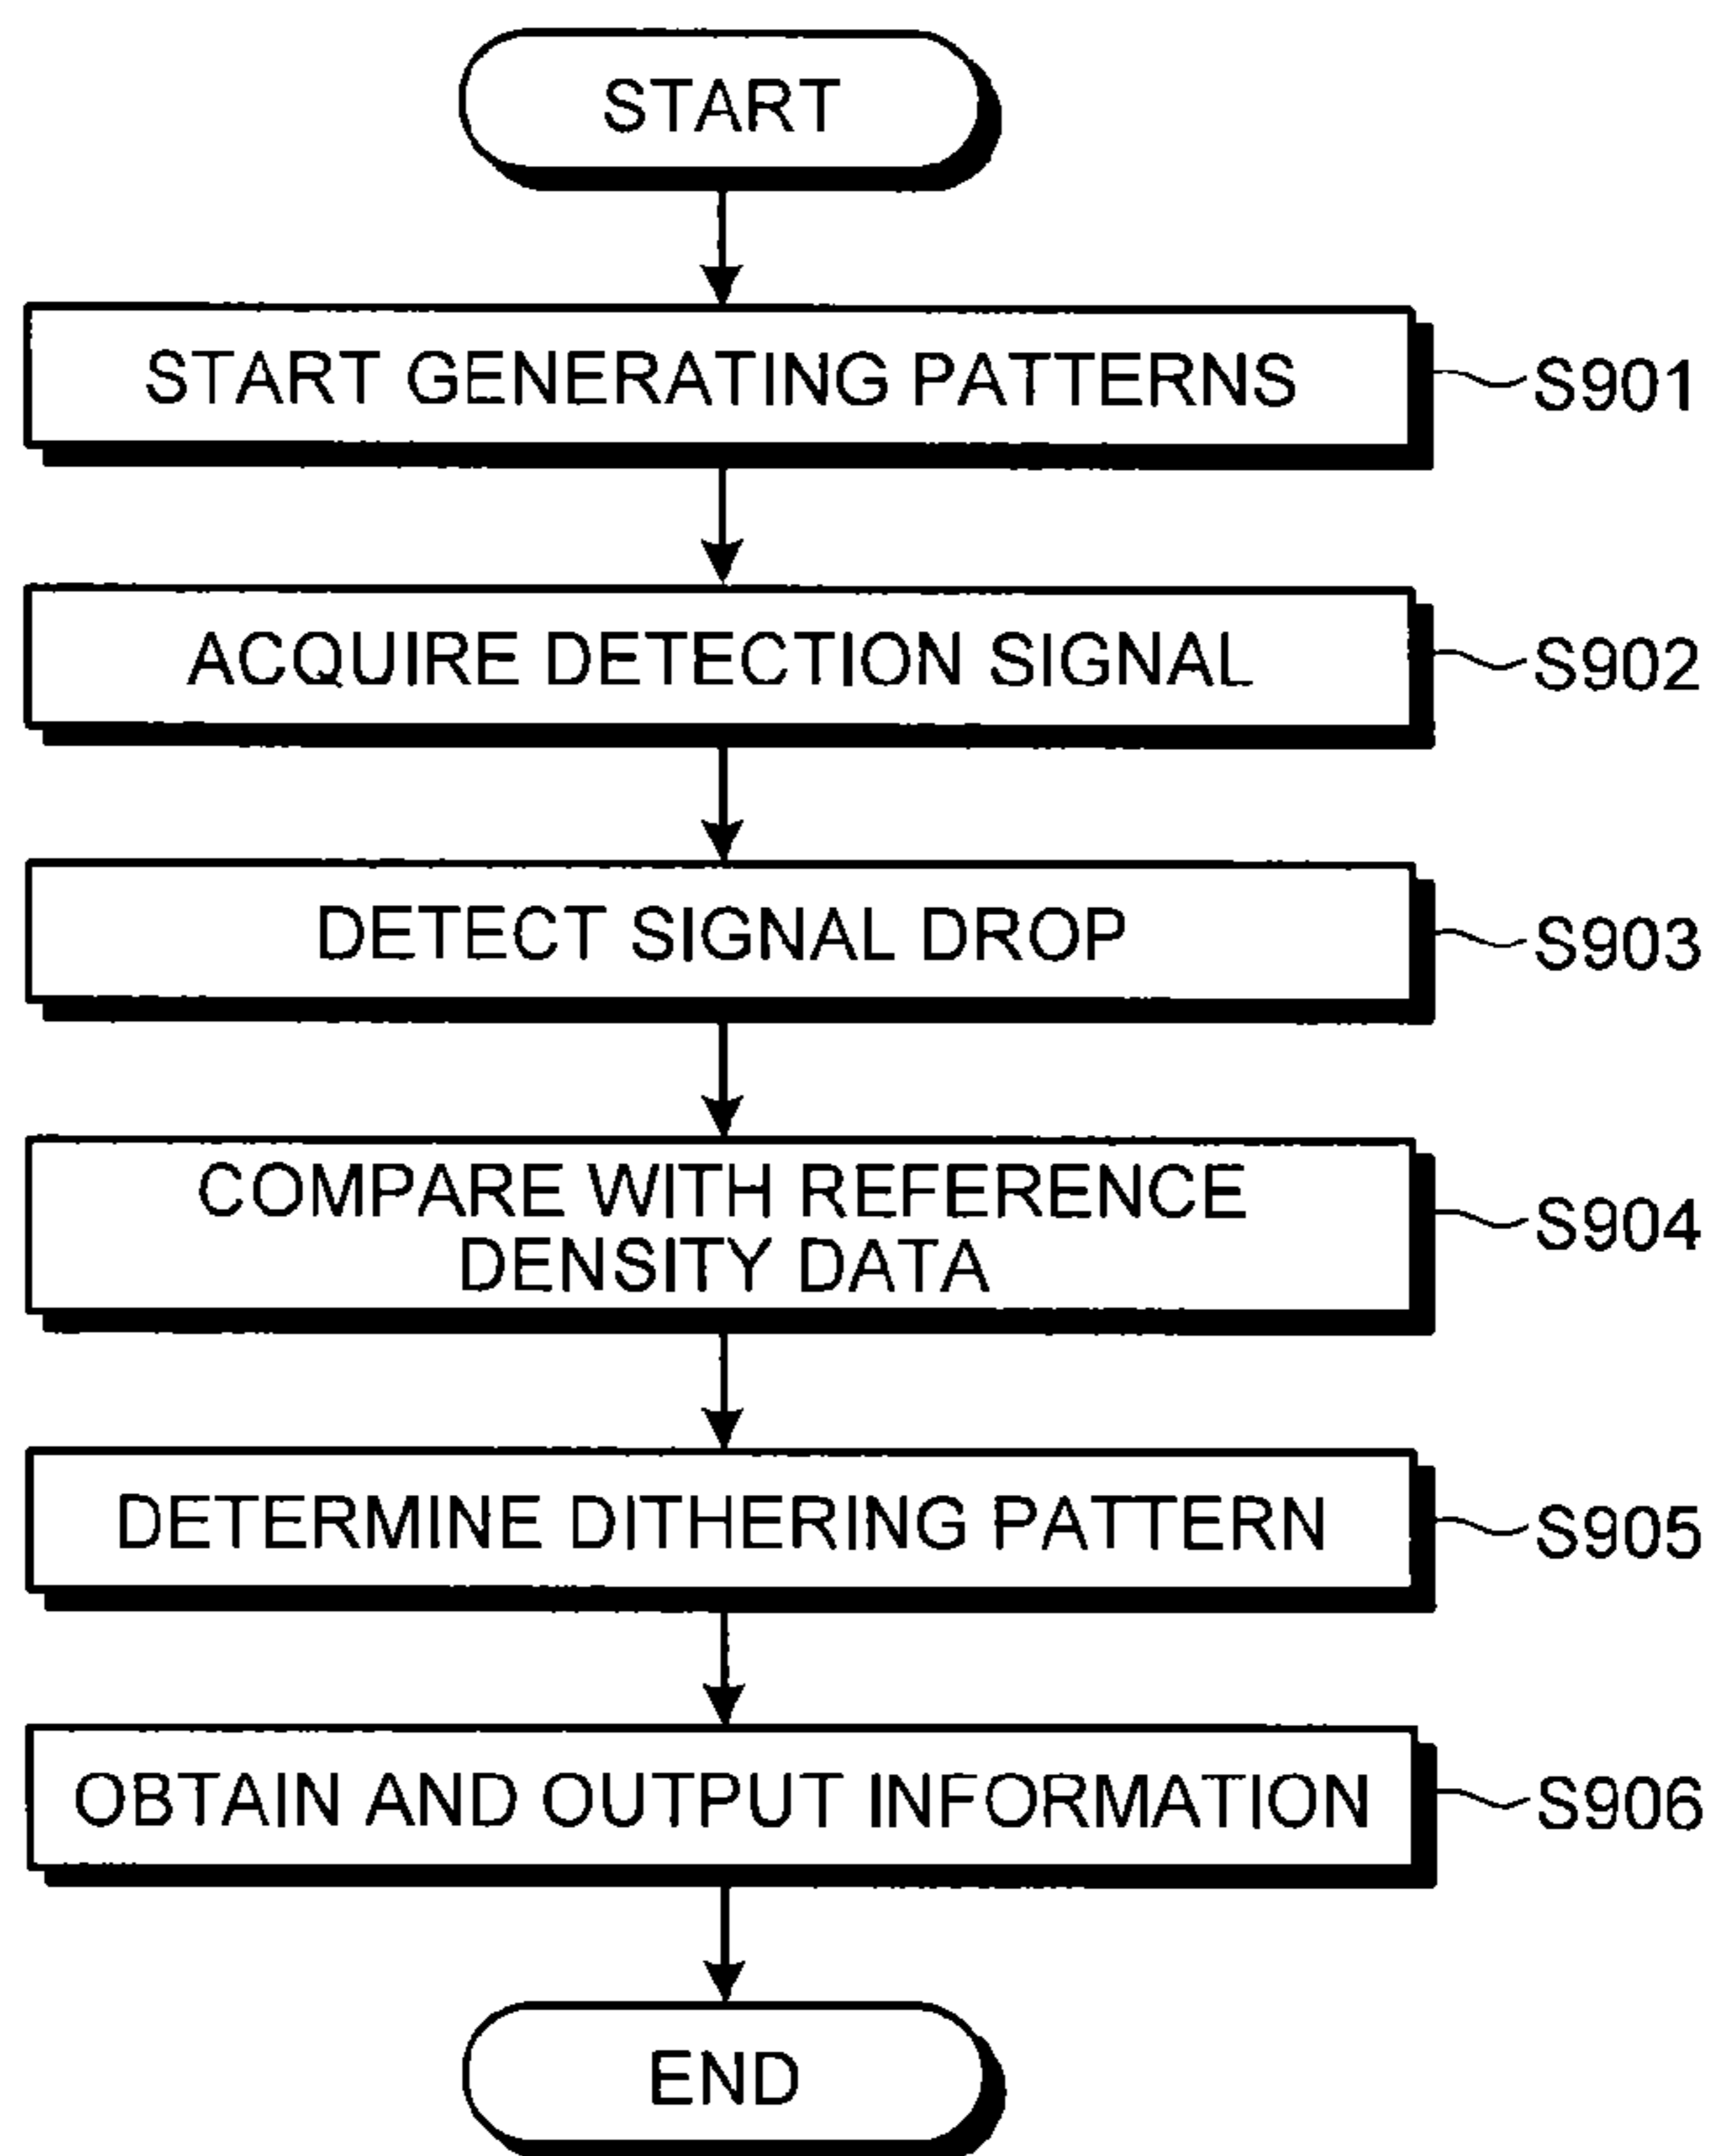 START
START GENERATING PATTERNS
S901
ACQUIRE DETECTION SIGNAL
S902
DETECT SIGNAL DROP
S903
COMPARE WITH REFERENCE
DENSITY DATA
S904
DETERMINE DITHERING PATTERN
S905
OBTAIN AND OUTPUT INFORMATION
S906
END